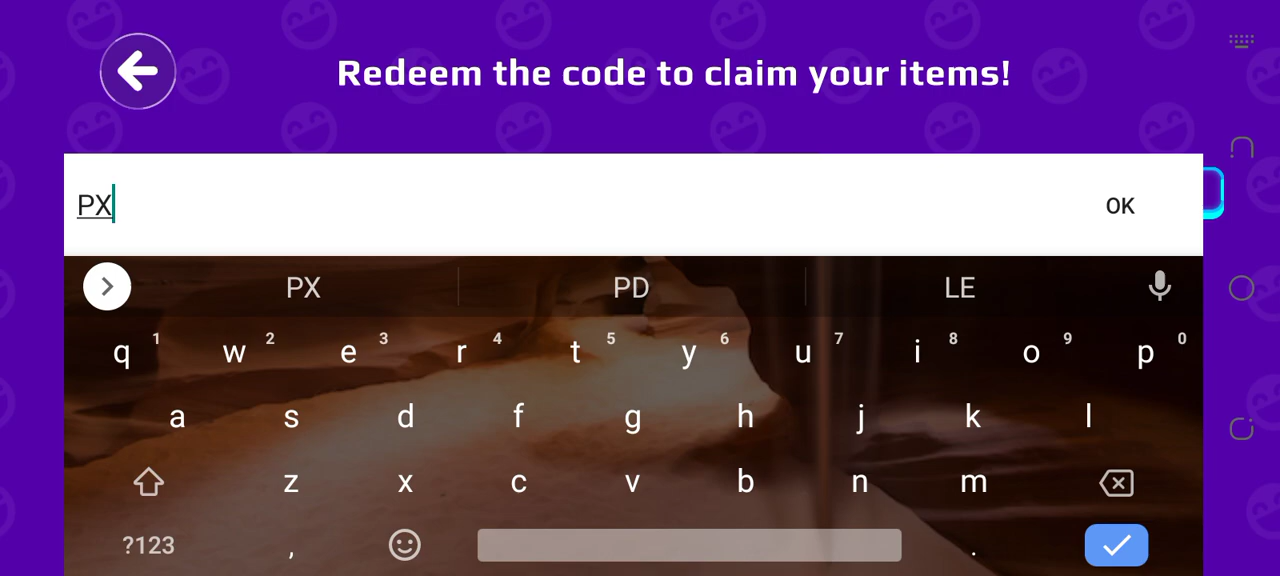 Redeem the code to claim your items!
PX
OK
PX PD LE
q 1 w 2 e 3 r 4 t 5 y 6 u 7 i 8 o 9 p 0
a s d f g h j k l
z x c v b n m
?123 , .